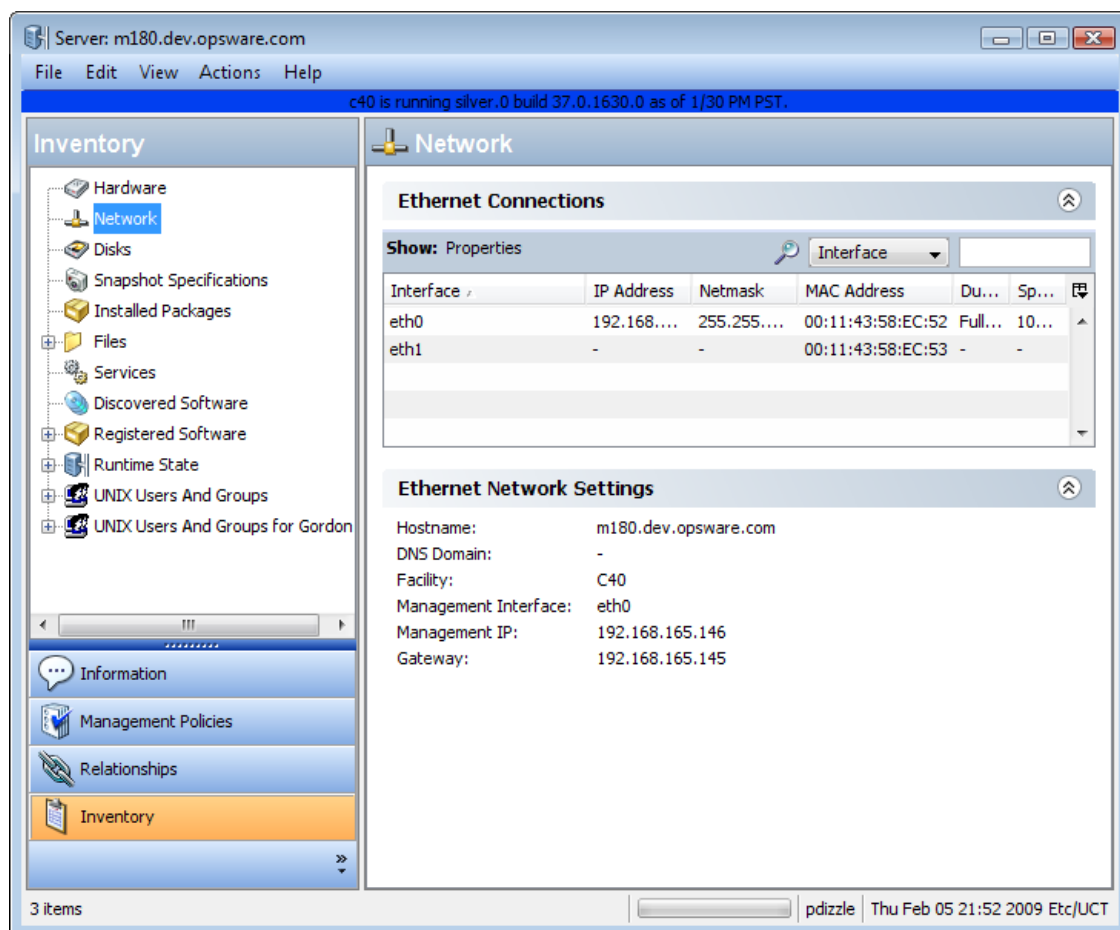 Server: m180.dev.opsware.com
File Edit View Actions Help
c40 is running silver.0 build 37.0.1630.0 as of 1/30 PM PST.
Inventory
Hardware
Network
Disks
Snapshot Specifications
Installed Packages
Files
Services
Discovered Software
Registered Software
Runtime State
UNIX Users And Groups
UNIX Users And Groups for Gordon
Information
Management Policies
Relationships
Inventory
Network
Ethernet Connections
Show: Properties Interface
Interface IP Address Netmask MAC Address Du... Sp...
eth0 192.168.... 255.255.... 00:11:43:58:EC:52 Full... 10...
eth1 - - 00:11:43:58:EC:53 - -
Ethernet Network Settings
Hostname: m180.dev.opsware.com
DNS Domain: -
Facility: C40
Management Interface: eth0
Management IP: 192.168.165.146
Gateway: 192.168.165.145
3 items pdizzle Thu Feb 05 21:52 2009 Etc/UCT